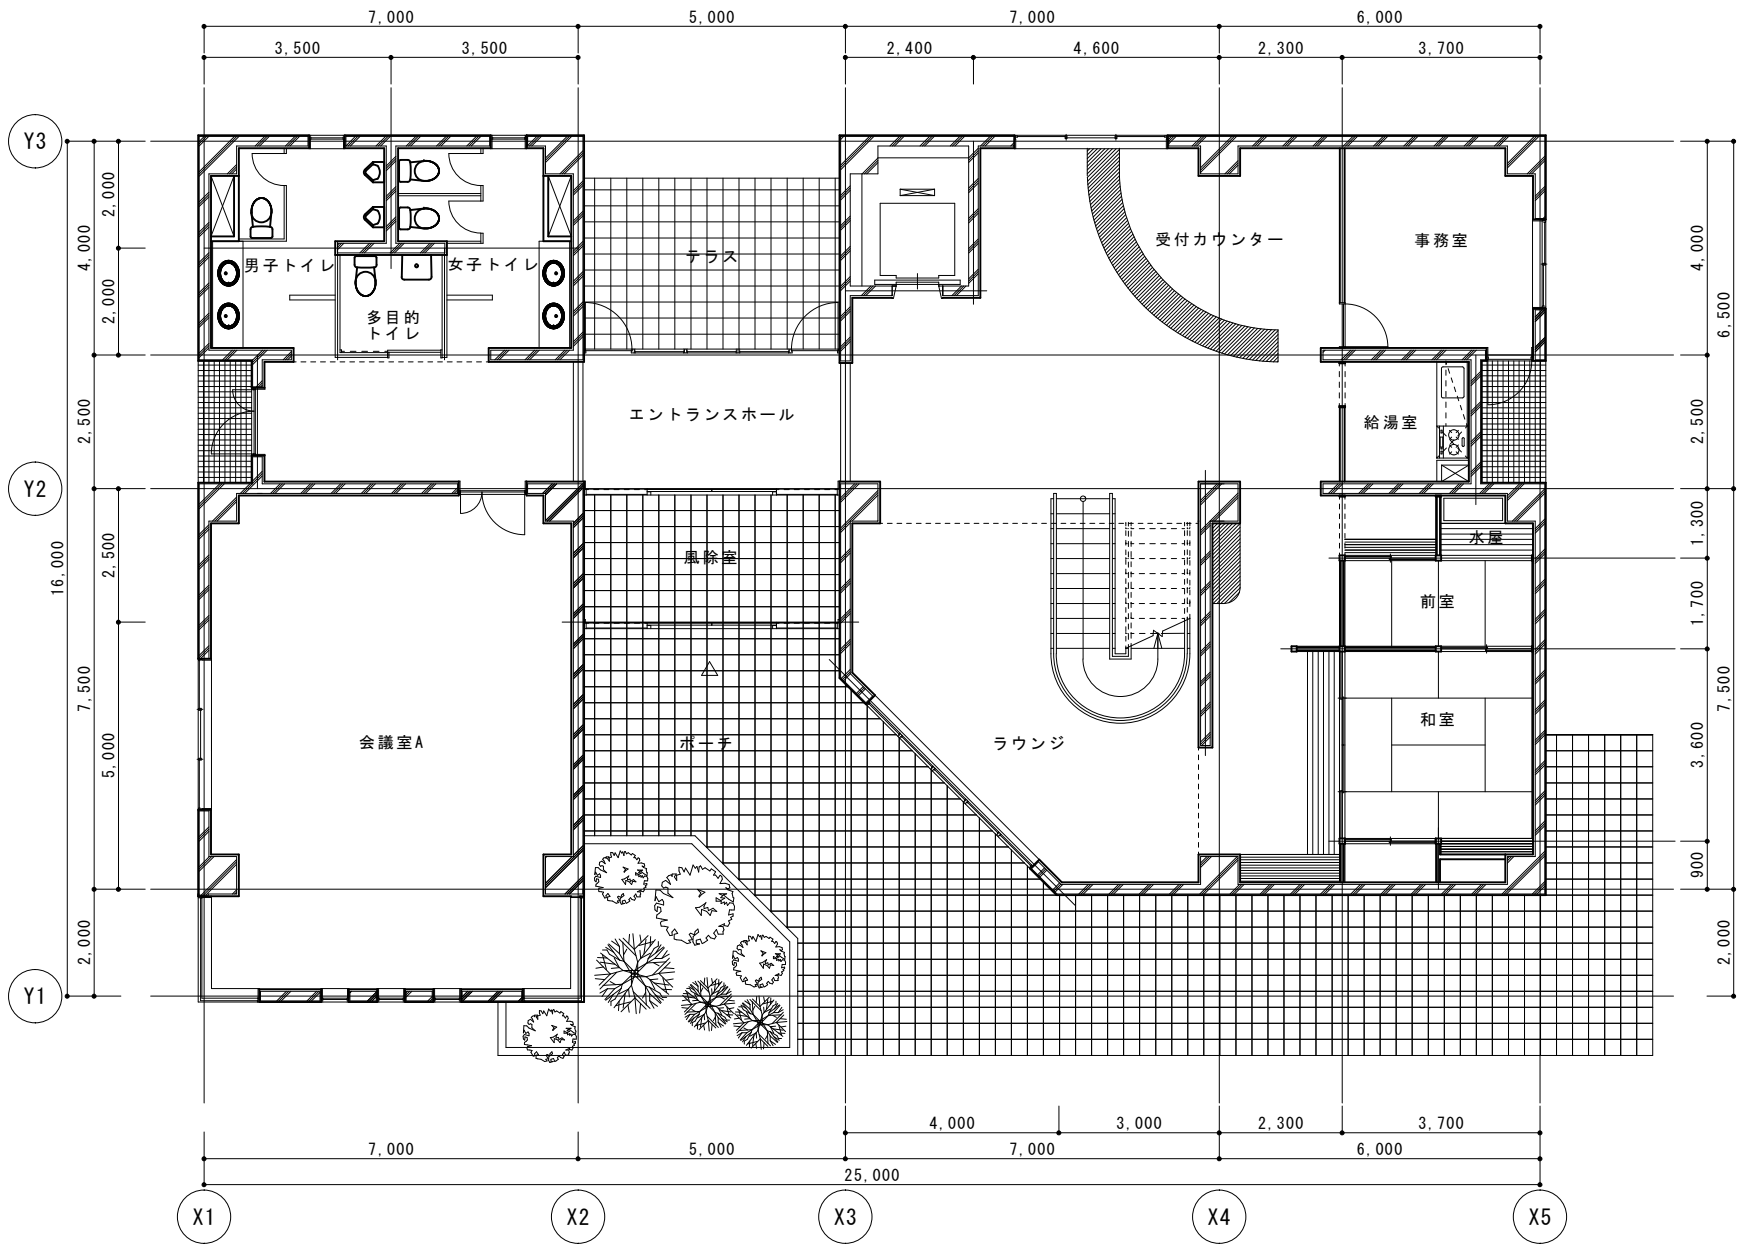 7,000 5,000 7,000 6,000
3,500 3,500 2,400 4,600 2,300 3,700
Y3
2,000
4,000
2,000
2,500
Y2
16,000
2,500
7,500
5,000
2,000
Y1
男子トイレ
女子トイレ
多目的
トイレ
テラス
受付カウンター
事務室
エントランスホール
給湯室
風除室
水屋
前室
和室
会議室A
ポーチ
ラウンジ
4,000
6,500
2,500
1,300
1,700
7,500
3,600
900
2,000
4,000 3,000 2,300 3,700
7,000 5,000 7,000 6,000
25,000
X1 X2 X3 X4 X5